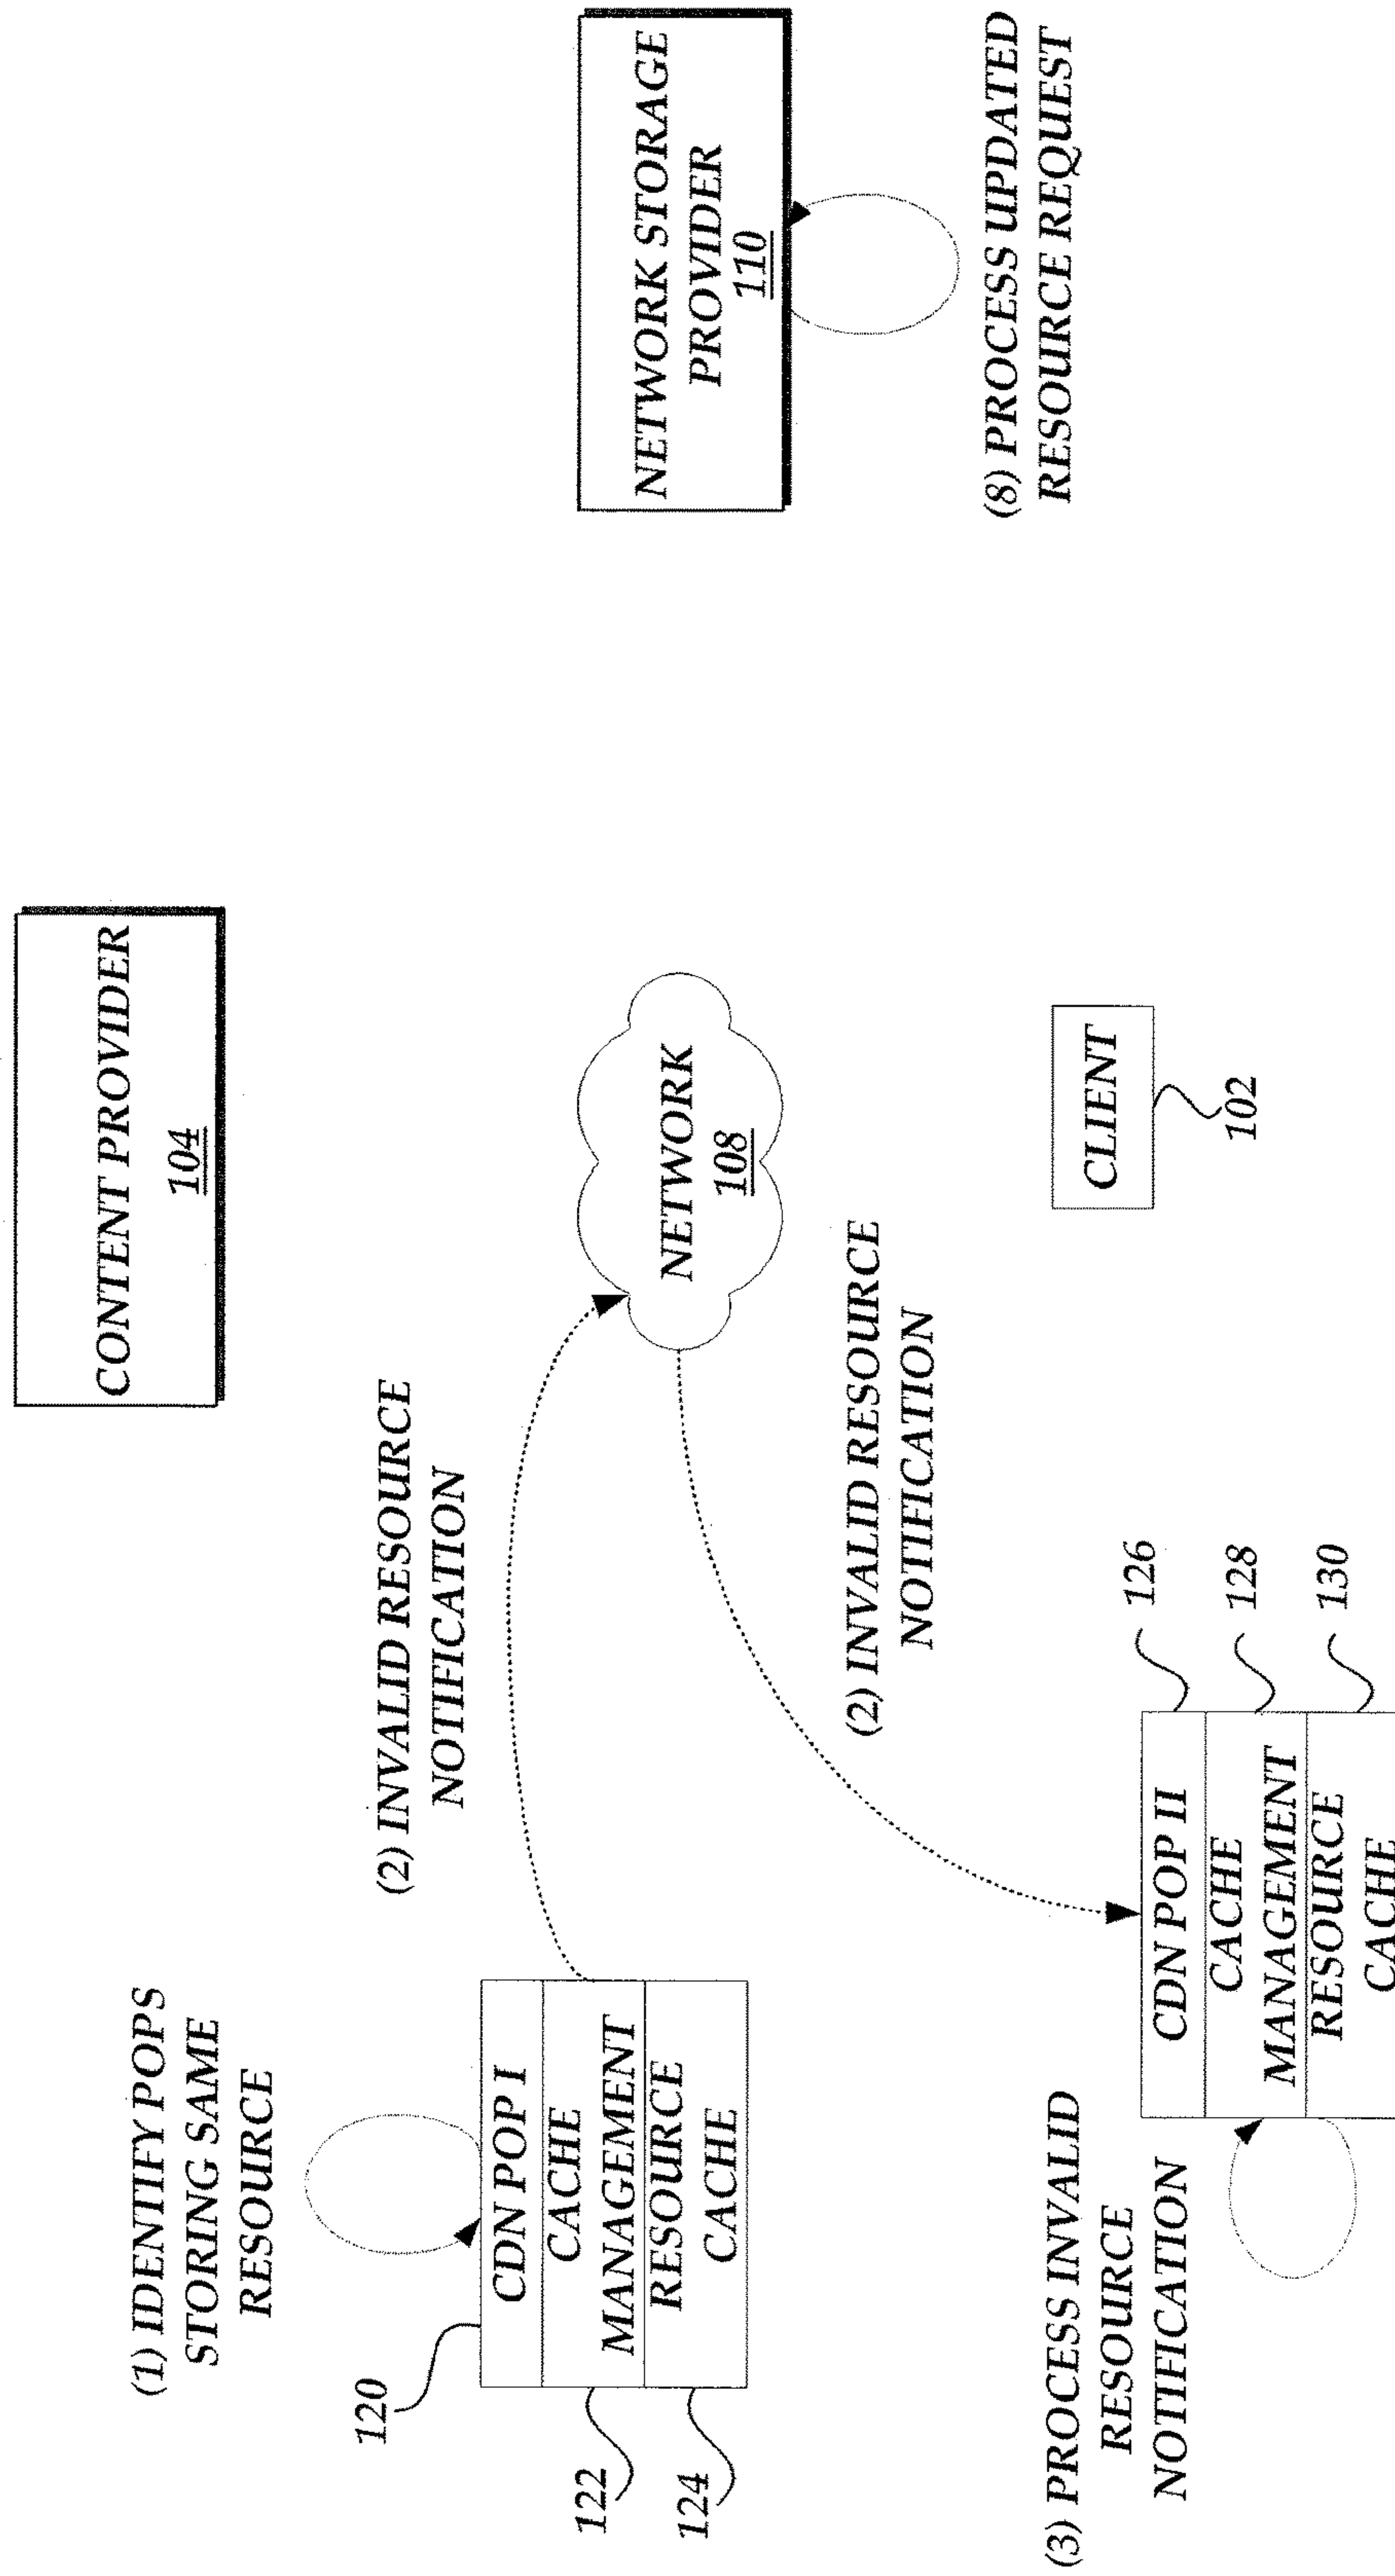 CONTENT PROVIDER
104
(1) IDENTIFY POPS
STORING SAME
RESOURCE
(2) INVALID RESOURCE
NOTIFICATION
120
CDN POP I
CACHE
MANAGEMENT
RESOURCE
CACHE
122
124
NETWORK
108
NETWORK STORAGE
PROVIDER
110
(8) PROCESS UPDATED
RESOURCE REQUEST
(2) INVALID RESOURCE
NOTIFICATION
CLIENT
102
(3) PROCESS INVALID
RESOURCE
NOTIFICATION
CDN POP II
CACHE
MANAGEMENT
RESOURCE
CACHE
126
128
130